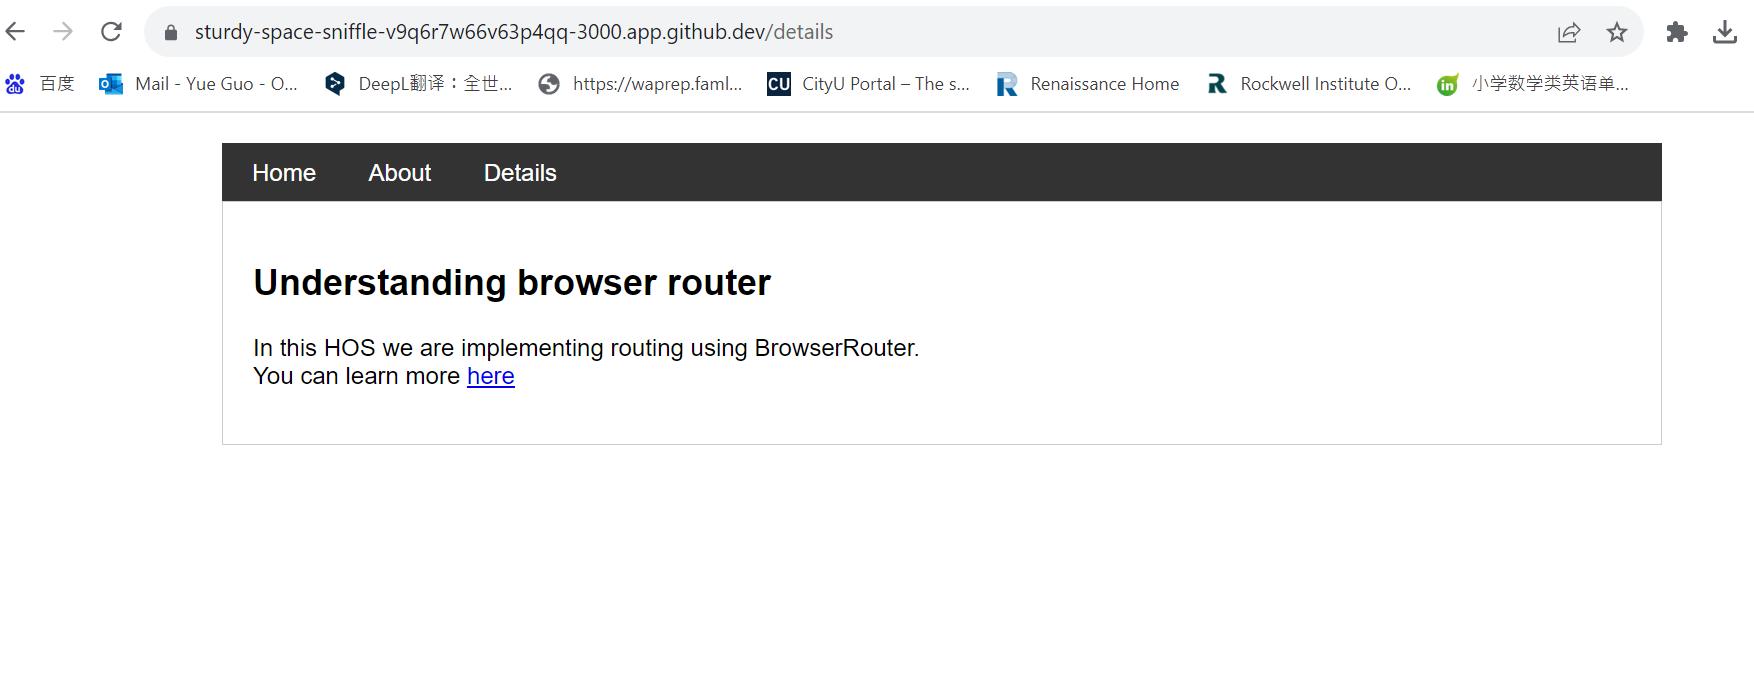 sturdy-space-sniffle-v9q6r7w66v63p4qq-3000.app.github.dev/details
百度 Mail - Yue Guo - O... DeepL翻译：全世... https://waprep.faml... CU CityU Portal – The s... Renaissance Home Rockwell Institute O... 小学数学类英语单...
Home About Details
Understanding browser router
In this HOS we are implementing routing using BrowserRouter.
You can learn more here